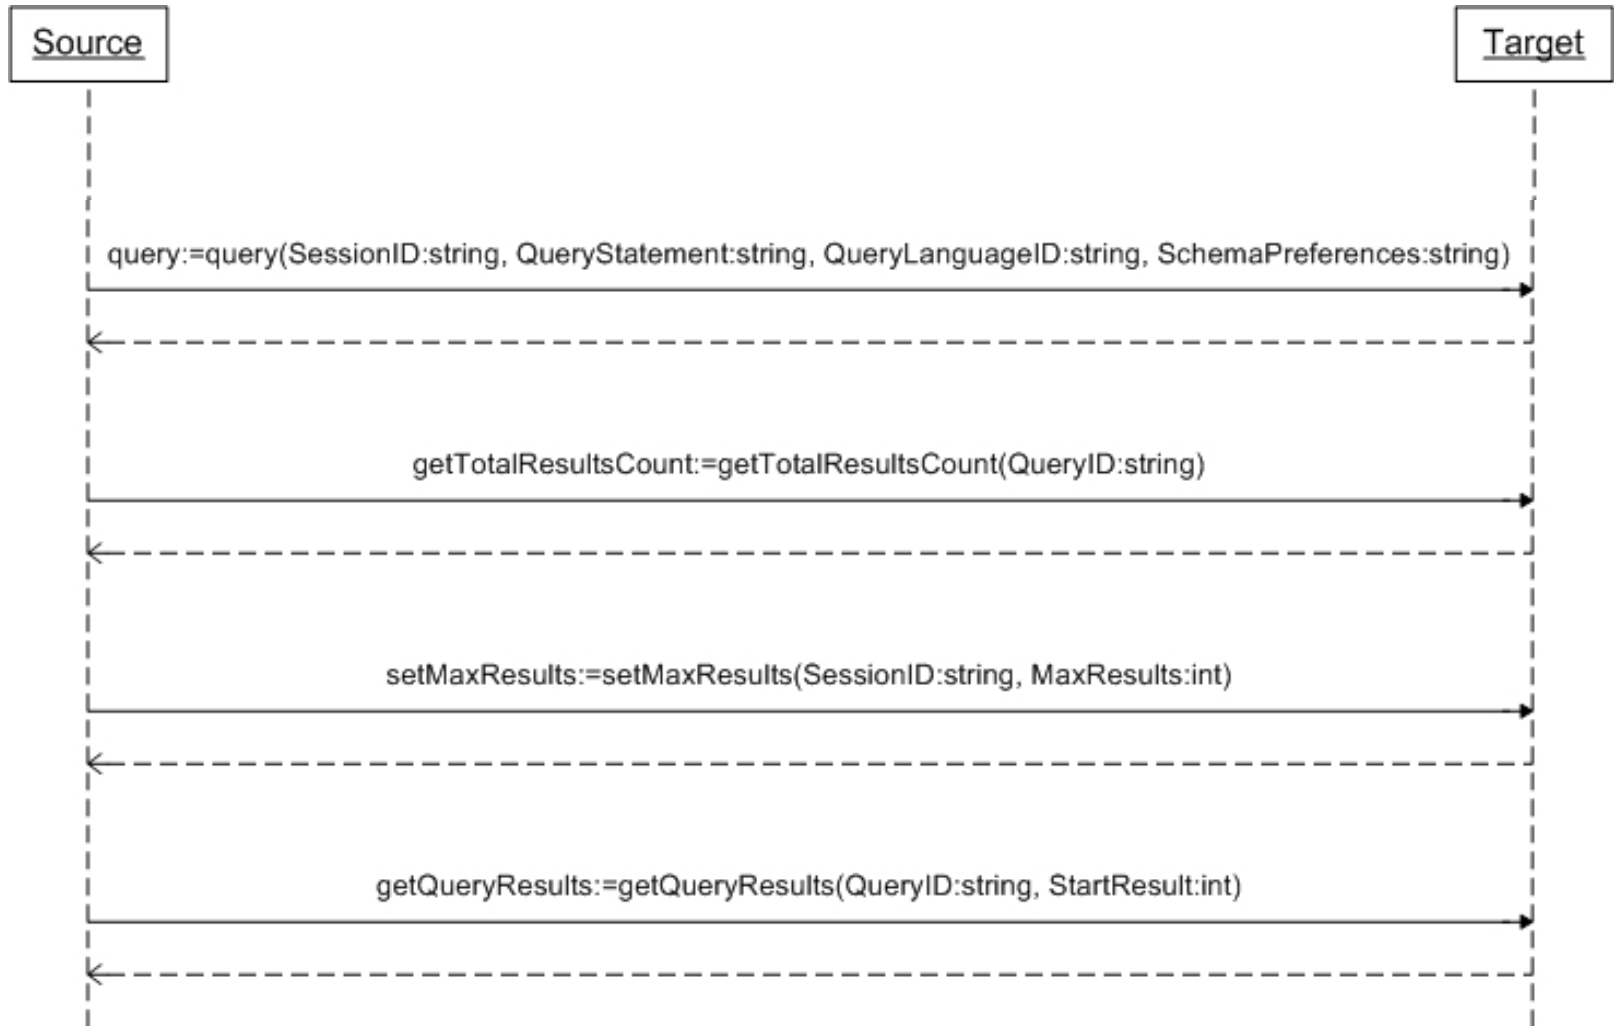 Source
Target
query:=query(SessionID:string, QueryStatement:string, QueryLanguageID:string, SchemaPreferences:string)
getTotalResultsCount:=getTotalResultsCount(QueryID:string)
setMaxResults:=setMaxResults(SessionID:string, MaxResults:int)
getQueryResults:=getQueryResults(QueryID:string, StartResult:int)